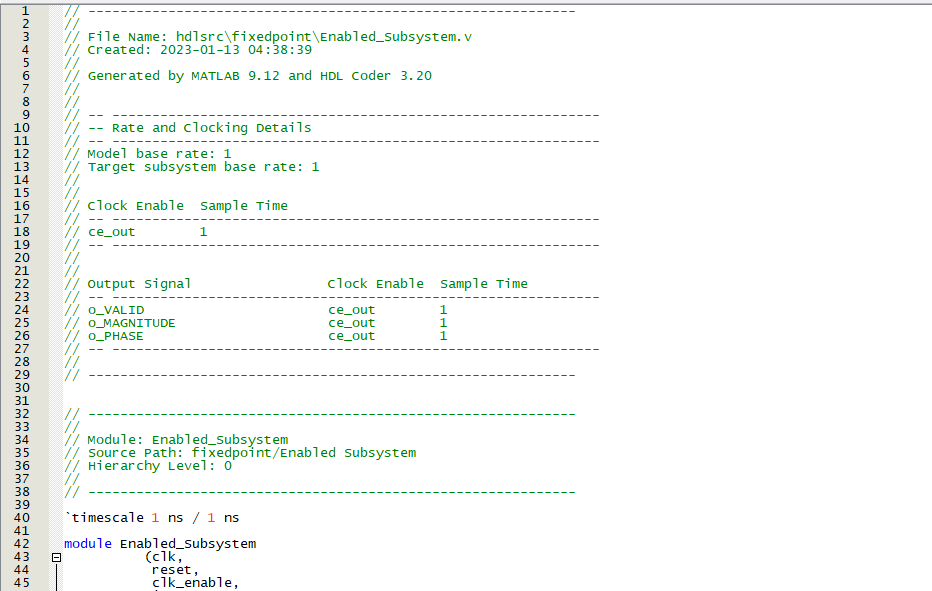 1 // -------------------------------------------------------------
2 //
3 // File Name: hdlsrc\fixedpoint\Enabled_Subsystem.v
4 // Created: 2023-01-13 04:38:39
5 //
6 // Generated by MATLAB 9.12 and HDL Coder 3.20
7 //
8 //
9 // -- -------------------------------------------------------------
10 // -- Rate and Clocking Details
11 // -- -------------------------------------------------------------
12 // Model base rate: 1
13 // Target subsystem base rate: 1
14 //
15 //
16 // Clock Enable  Sample Time
17 // -- -------------------------------------------------------------
18 // ce_out        1
19 // -- -------------------------------------------------------------
20 //
21 //
22 // Output Signal                 Clock Enable  Sample Time
23 // -- -------------------------------------------------------------
24 // o_VALID                       ce_out        1
25 // o_MAGNITUDE                   ce_out        1
26 // o_PHASE                       ce_out        1
27 // -- -------------------------------------------------------------
28 //
29 // -------------------------------------------------------------
30
31
32 // -------------------------------------------------------------
33 //
34 // Module: Enabled_Subsystem
35 // Source Path: fixedpoint/Enabled Subsystem
36 // Hierarchy Level: 0
37 //
38 // -------------------------------------------------------------
39
40 `timescale 1 ns / 1 ns
41
42 module Enabled_Subsystem
43           (clk,
44            reset,
45            clk_enable,